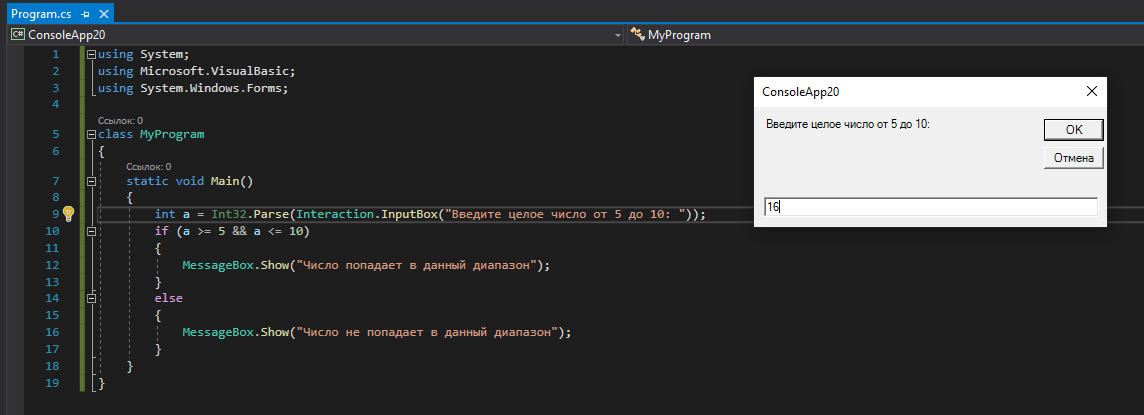 Program.cs
C# ConsoleApp20
MyProgram
1 using System;
2 using Microsoft.VisualBasic;
3 using System.Windows.Forms;
4
Ссылок: 0
5 class MyProgram
6 {
Ссылок: 0
7 static void Main()
8 {
9 int a = Int32.Parse(Interaction.InputBox("Введите целое число от 5 до 10: "));
10 if (a >= 5 && a <= 10)
11 {
12 MessageBox.Show("Число попадает в данный диапазон");
13 }
14 else
15 {
16 MessageBox.Show("Число не попадает в данный диапазон");
17 }
18 }
19 }
ConsoleApp20
Введите целое число от 5 до 10:
OK
Отмена
16